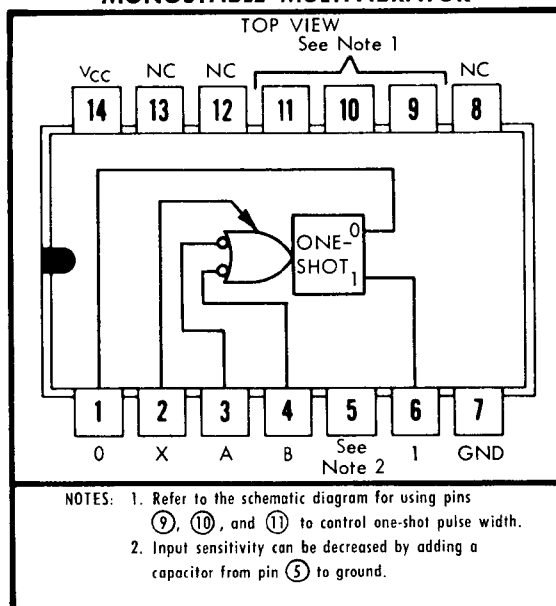 MONOSTABLE MULTIVIBRATOR
TOP VIEW
See Note 1
VCC NC NC NC
14 13 12 11 10 9 8
ONE-
SHOT
0
1
1 2 3 4 5 6 7
0 X A B See Note 2 1 GND
NOTES: 1. Refer to the schematic diagram for using pins
9, 10, and 11 to control one-shot pulse width.
2. Input sensitivity can be decreased by adding a
capacitor from pin 5 to ground.